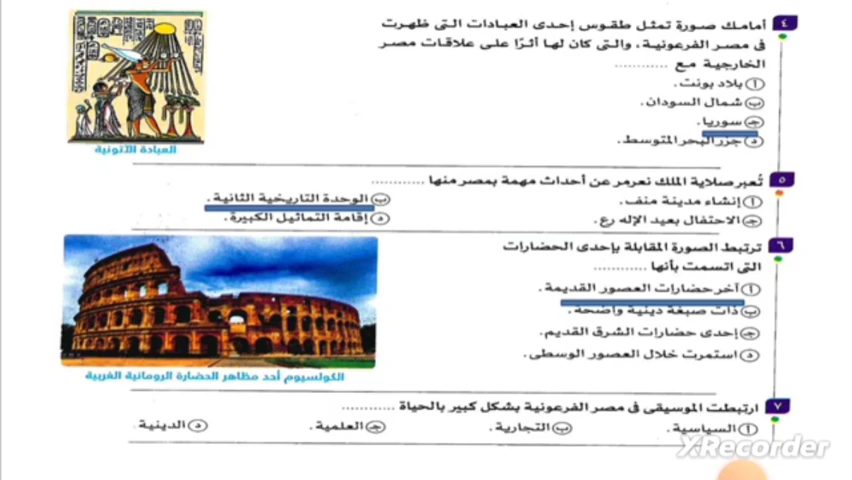 ٤ أمامك صورة تمثل طقوس إحدى العبادات التى ظهرت
فى مصر الفرعونية، والتى كان لها أثرًا على علاقات مصر
الخارجية مع ............
أ بلاد بونت.
ب شمال السودان.
جـ سوريا.
د جزر البحر المتوسط.
العبادة الآتونية
٥ تُعبر صلاية الملك نعرمر عن أحداث مهمة بمصر منها ............
أ إنشاء مدينة منف.
ب الوحدة التاريخية الثانية.
جـ الاحتفال بعيد الإله رع.
د إقامة التماثيل الكبيرة.
٦ ترتبط الصورة المقابلة بإحدى الحضارات
التى اتسمت بأنها ............
أ آخر حضارات العصور القديمة.
ب ذات صبغة دينية واضحة.
جـ إحدى حضارات الشرق القديم.
د استمرت خلال العصور الوسطى.
الكولسيوم أحد مظاهر الحضارة الرومانية الغربية
٧ ارتبطت الموسيقى فى مصر الفرعونية بشكل كبير بالحياة ............
أ السياسية.
ب التجارية.
جـ العلمية.
د الدينية.
XRecorder